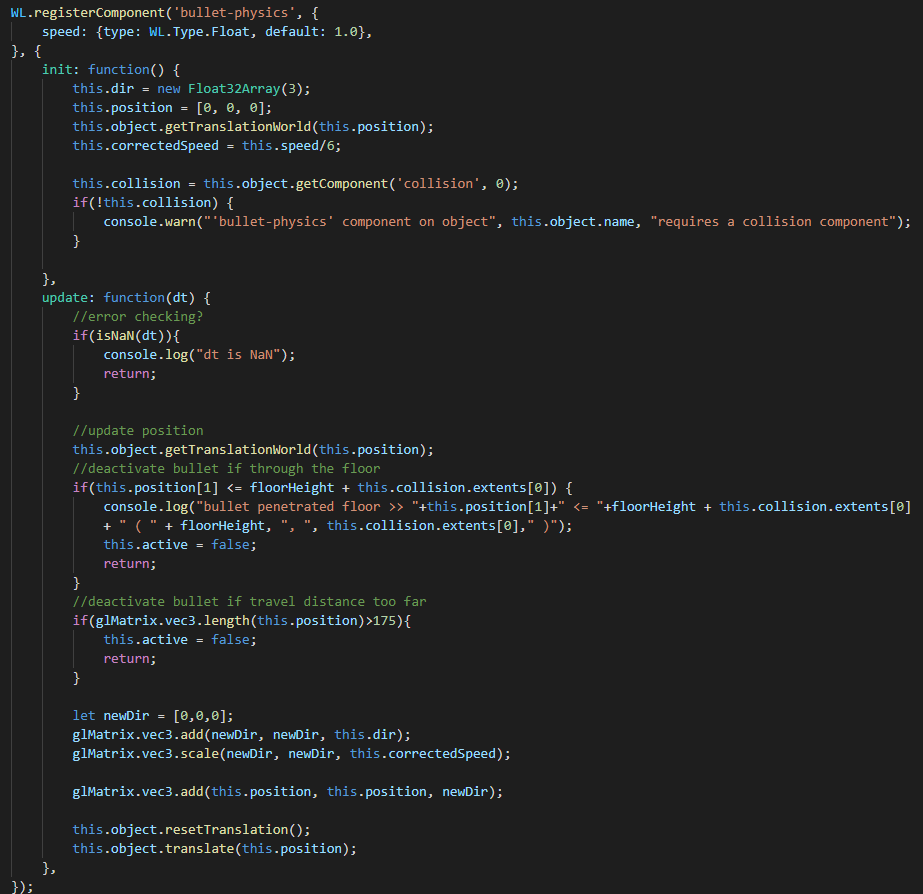 WL.registerComponent('bullet-physics', {
    speed: {type: WL.Type.Float, default: 1.0},
}, {
    init: function() {
        this.dir = new Float32Array(3);
        this.position = [0, 0, 0];
        this.object.getTranslationWorld(this.position);
        this.correctedSpeed = this.speed/6;

        this.collision = this.object.getComponent('collision', 0);
        if(!this.collision) {
            console.warn("'bullet-physics' component on object", this.object.name, "requires a collision component");
        }

    },
    update: function(dt) {
        //error checking?
        if(isNaN(dt)){
            console.log("dt is NaN");
            return;
        }

        //update position
        this.object.getTranslationWorld(this.position);
        //deactivate bullet if through the floor
        if(this.position[1] <= floorHeight + this.collision.extents[0]) {
            console.log("bullet penetrated floor >> "+this.position[1]+" <= "+floorHeight + this.collision.extents[0]
            + " ( " + floorHeight, ", ", this.collision.extents[0]," )");
            this.active = false;
            return;
        }
        //deactivate bullet if travel distance too far
        if(glMatrix.vec3.length(this.position)>175){
            this.active = false;
            return;
        }

        let newDir = [0,0,0];
        glMatrix.vec3.add(newDir, newDir, this.dir);
        glMatrix.vec3.scale(newDir, newDir, this.correctedSpeed);

        glMatrix.vec3.add(this.position, this.position, newDir);

        this.object.resetTranslation();
        this.object.translate(this.position);
    },
});